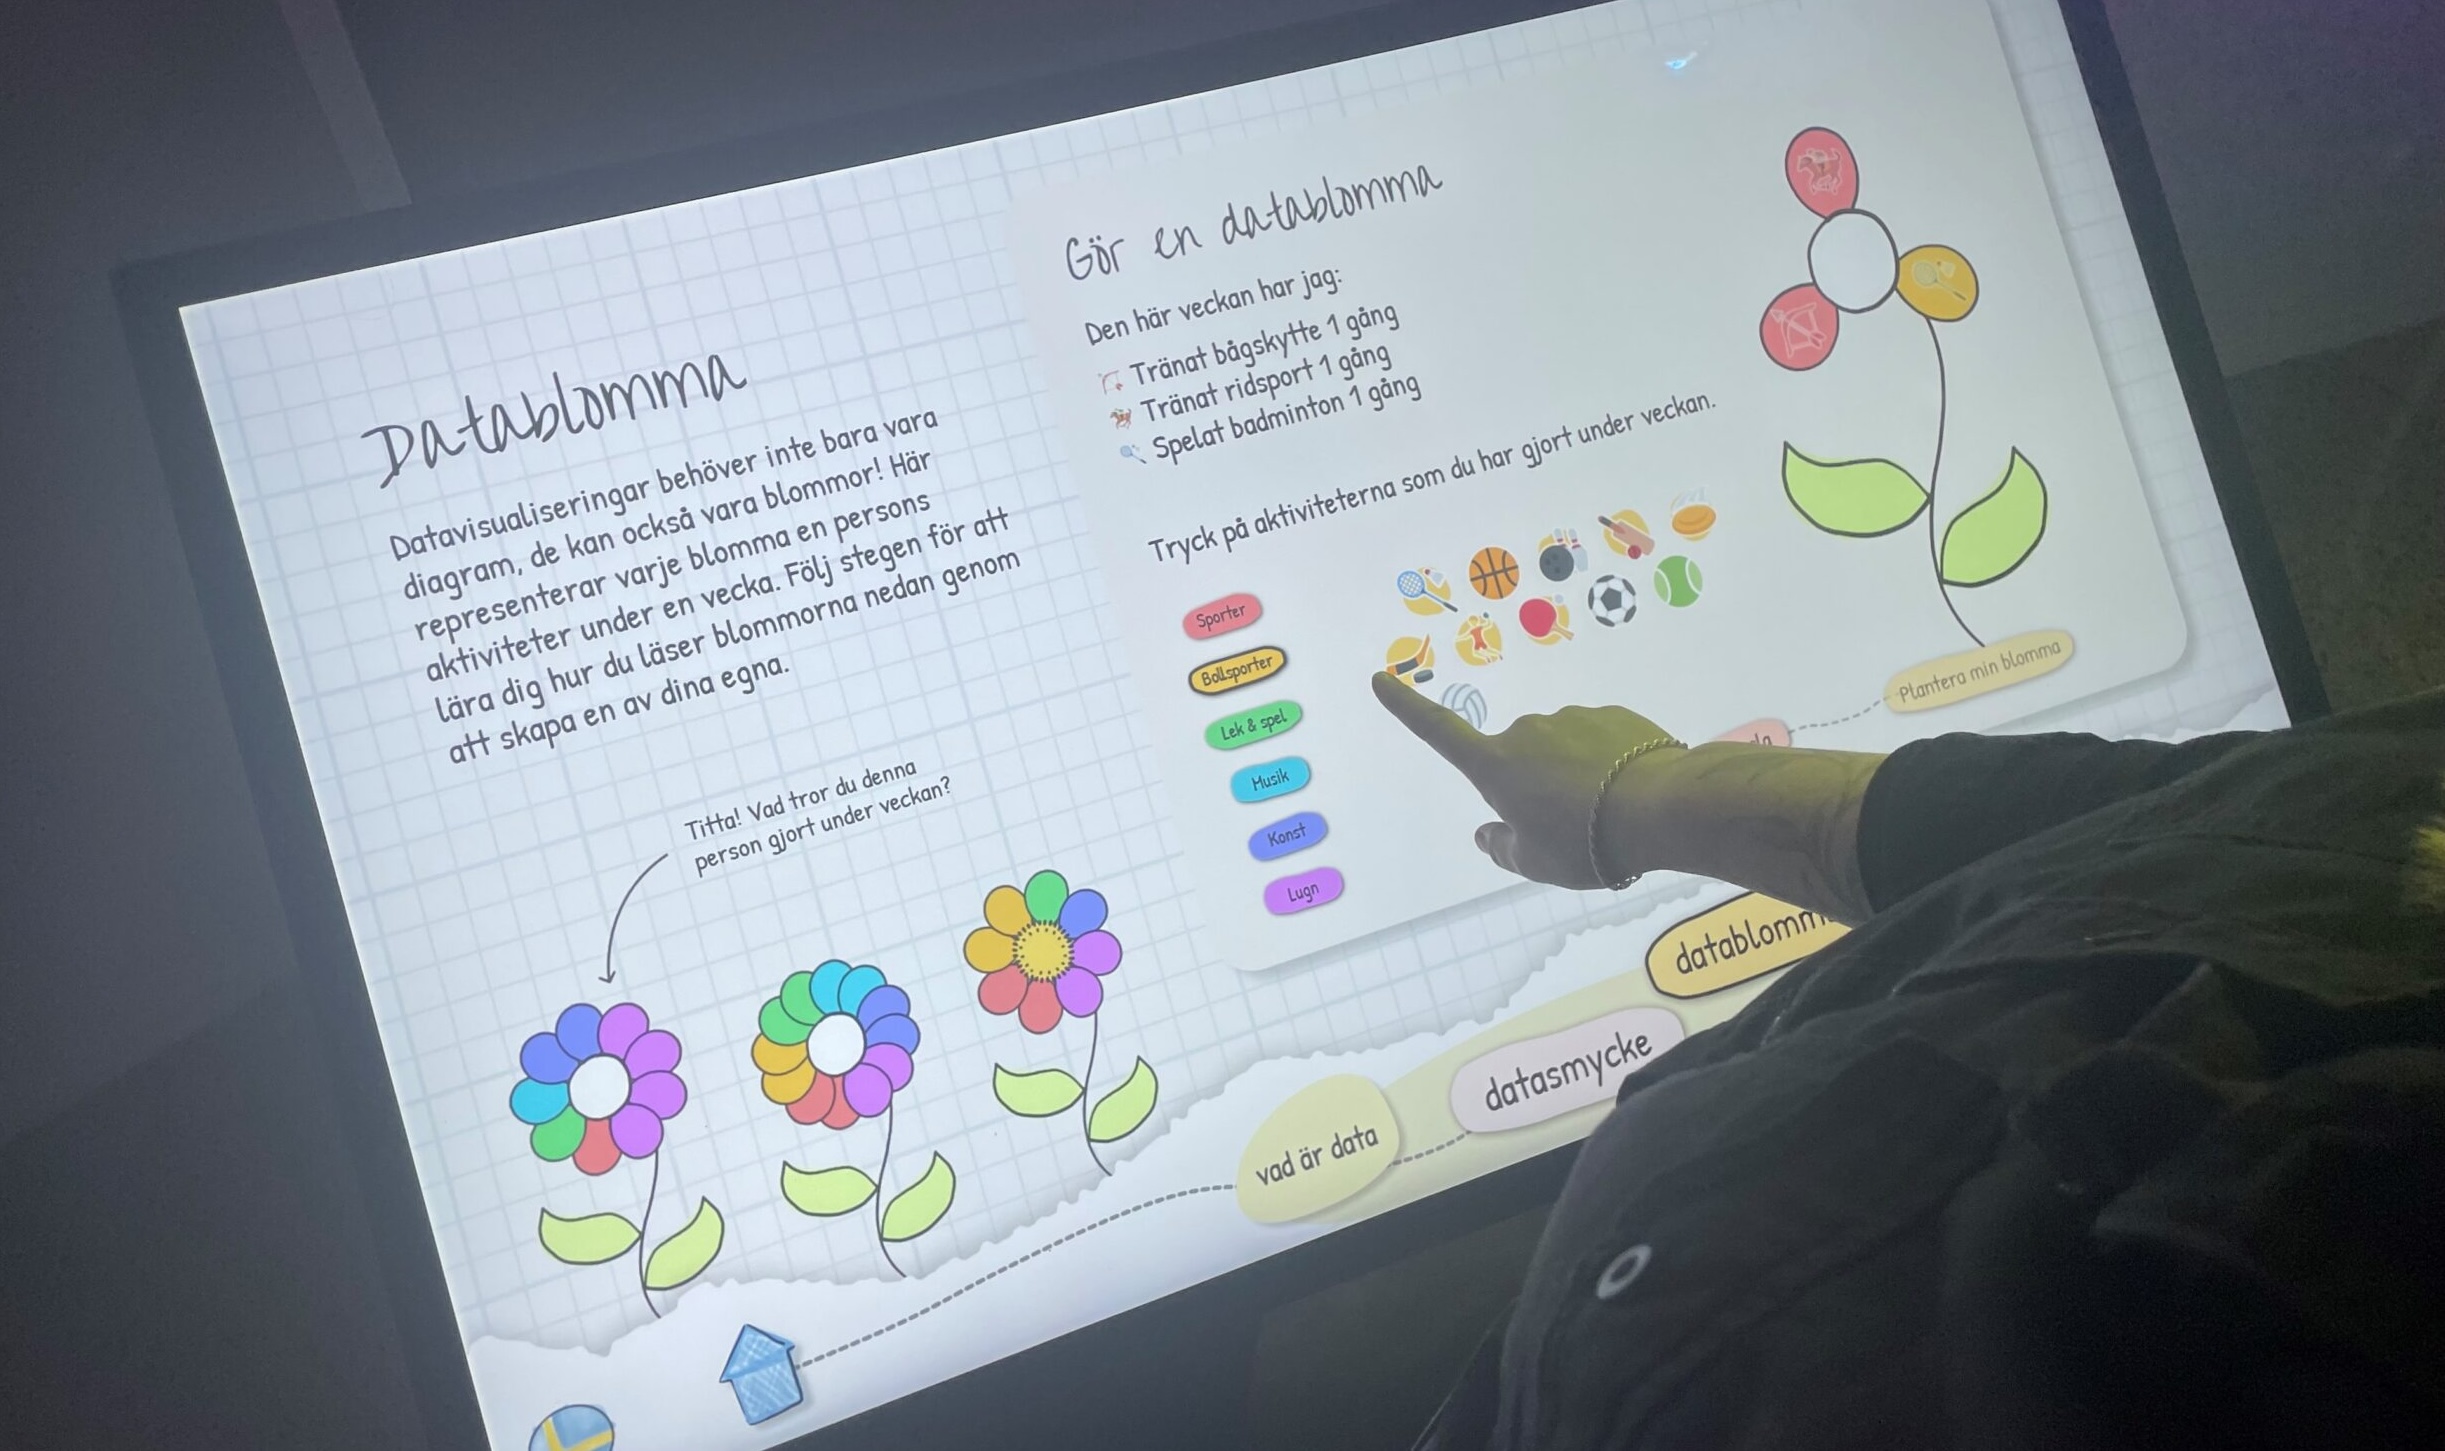 Datablomma
Datavisualiseringar behöver inte bara vara
diagram, de kan också vara blommor! Här
representerar varje blomma en persons
aktiviteter under en vecka. Följ stegen för att
lära dig hur du läser blommorna nedan genom
att skapa en av dina egna.
Titta! Vad tror du denna
person gjort under veckan?
Gör en datablomma
Den här veckan har jag:
Tränat bågskytte 1 gång
Tränat ridsport 1 gång
Spelat badminton 1 gång
Tryck på aktiviteterna som du har gjort under veckan.
Sporter
Bollsporter
Lek & spel
Musik
Konst
Lugn
Plantera min blomma
vad är data
datasmycke